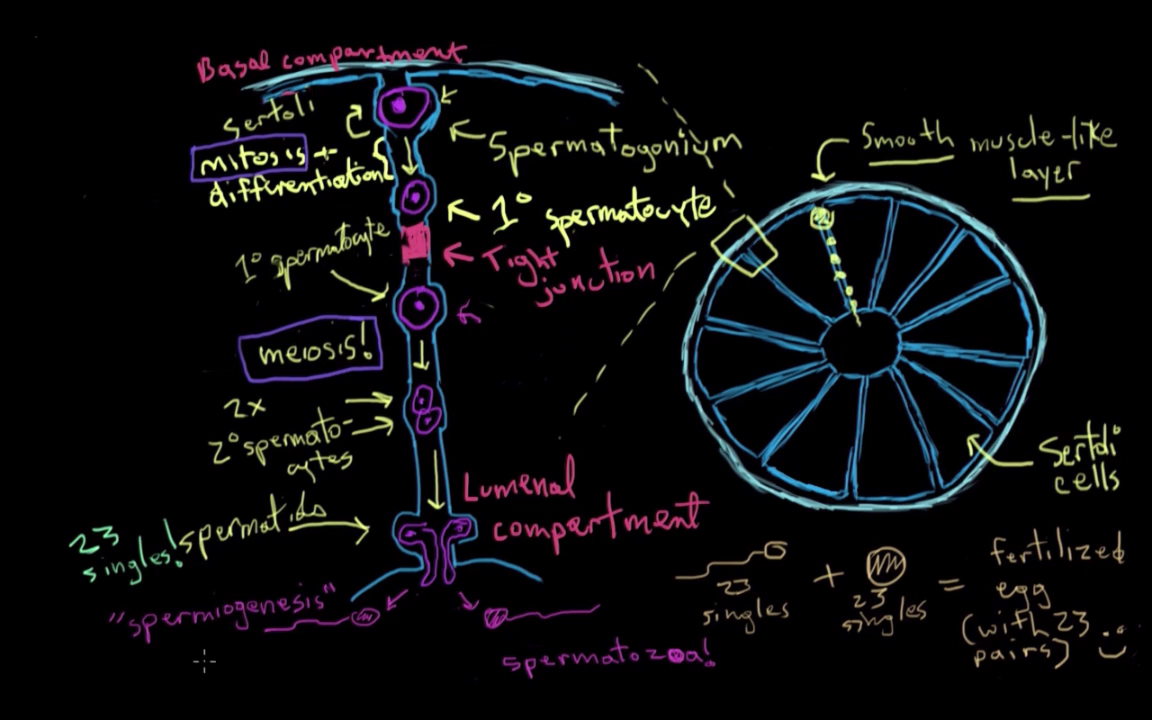 Basal compartment
Sertoli
mitosis +
differentiation
Spermatogonium
1° spermatocyte
Tight
junction
1° spermatocyte
meiosis!
2x
2° spermato-
cytes
Lumenal
compartment
spermatids
23
singles!
"spermiogenesis"
spermatozoa!
Smooth muscle-like
layer
Sertoli
cells
23
singles
+
23
singles
=
fertilized
egg
(with 23
pairs)